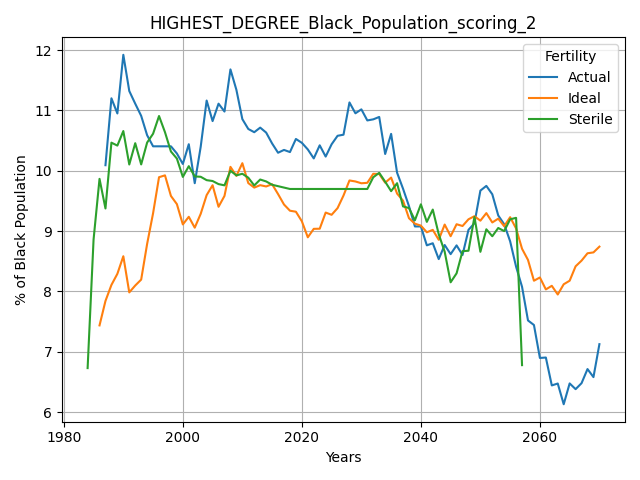 HIGHEST_DEGREE_Black_Population_scoring_2
% of Black Population
12
11
10
9
8
7
6
Fertility
Actual
Ideal
Sterile
1980
2000
2020
2040
2060
Years